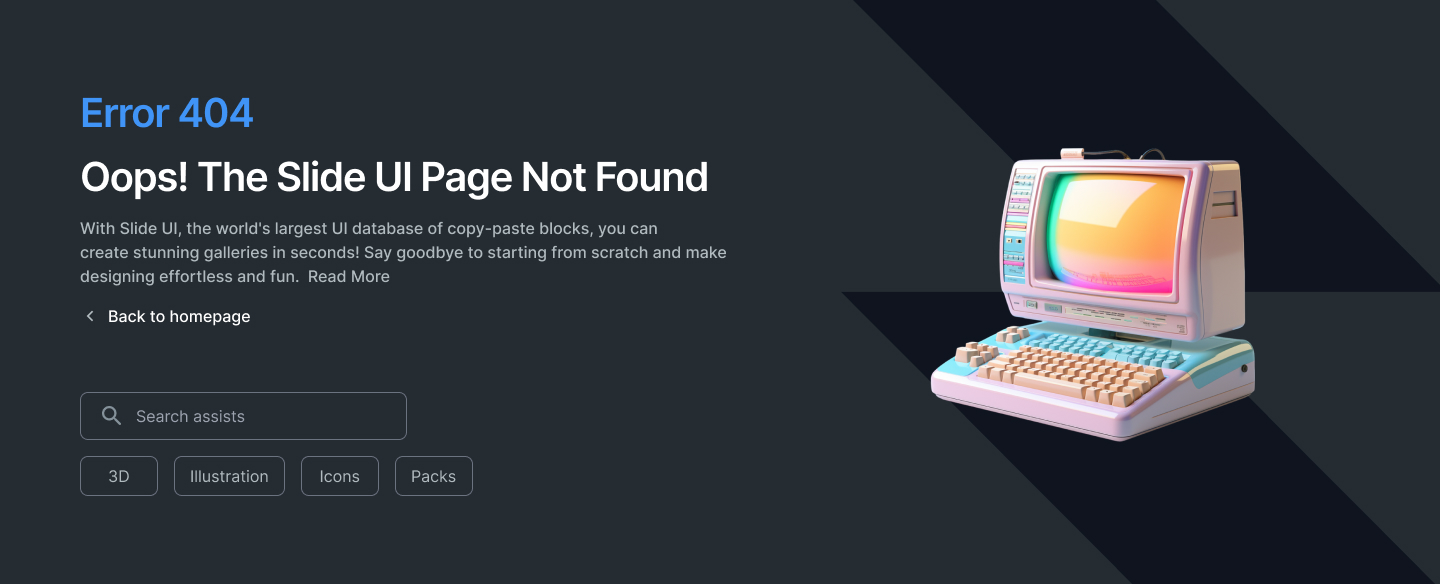 Error 404
Oops! The Slide UI Page Not Found
With Slide UI, the world's largest UI database of copy-paste blocks, you can
create stunning galleries in seconds! Say goodbye to starting from scratch and make
designing effortless and fun.  Read More
Back to homepage
Search assists
3D
Illustration
Icons
Packs